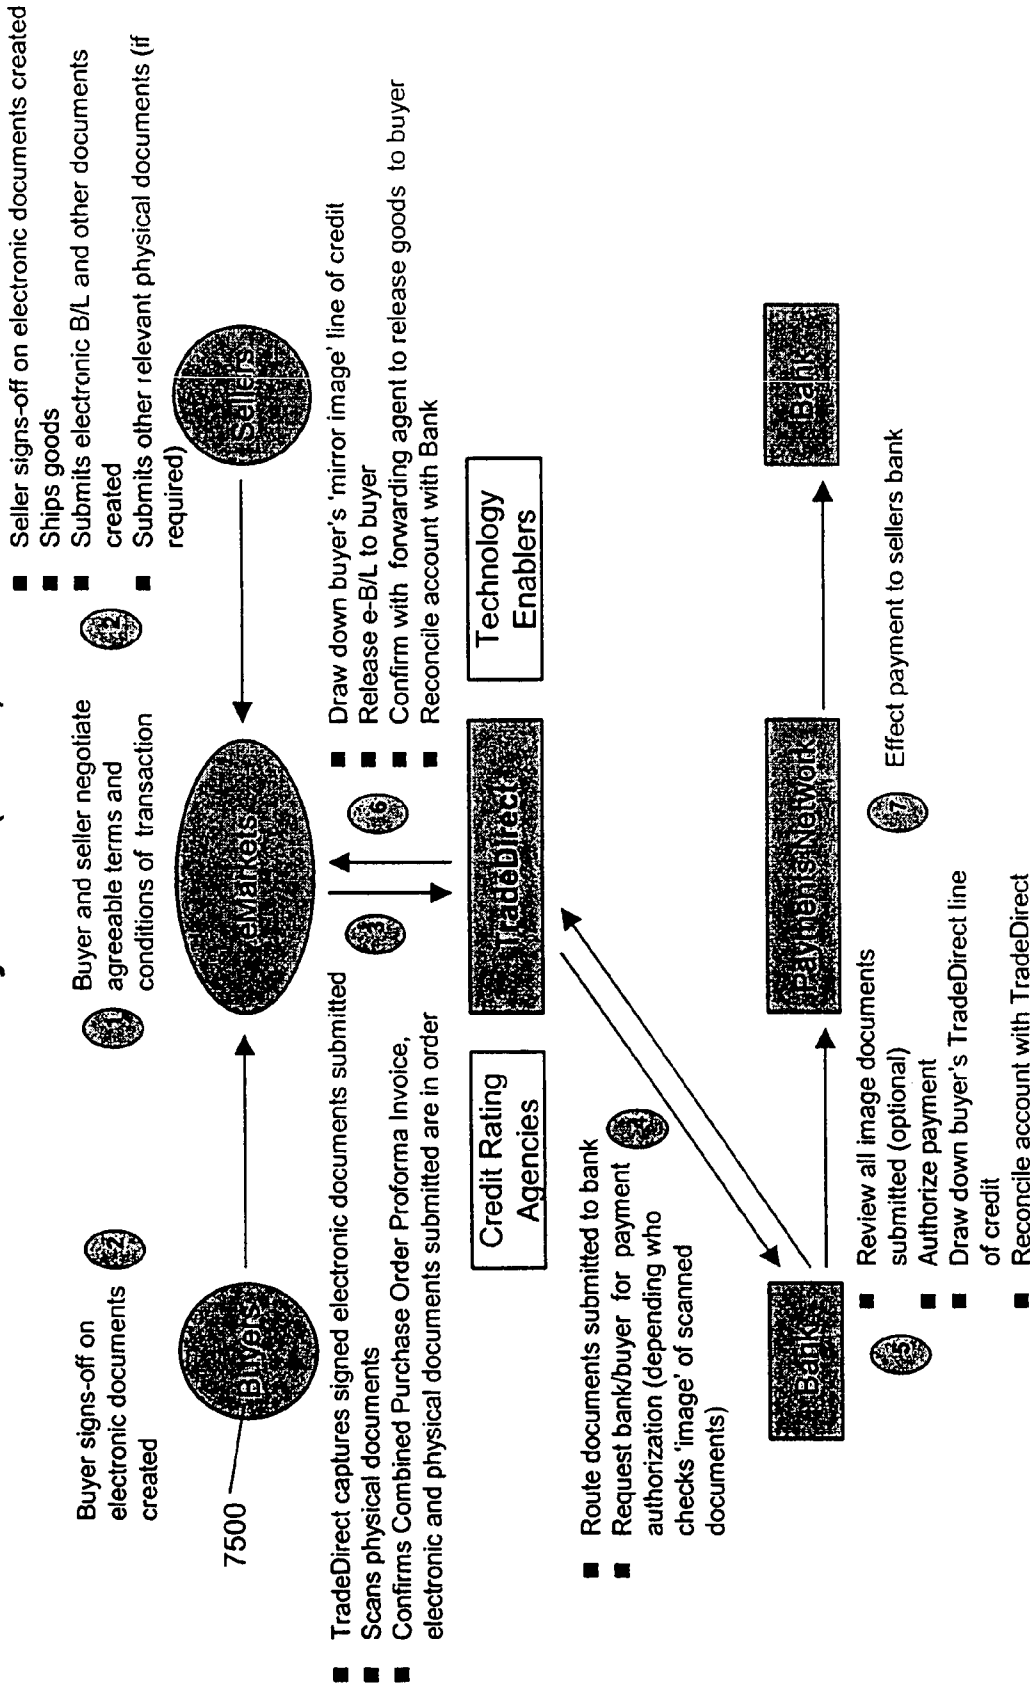 Buyer signs-off on
electronic documents
created
2
1
Buyer and seller negotiate
agreeable terms and
conditions of transaction
2
■ Seller signs-off on electronic documents created
■ Ships goods
■ Submits electronic B/L and other documents
created
■ Submits other relevant physical documents (if
required)
7500
Buyers
eMarkets
Sellers
■ TradeDirect captures signed electronic documents submitted
■ Scans physical documents
■ Confirms Combined Purchase Order Proforma Invoice,
electronic and physical documents submitted are in order
3
6
■ Draw down buyer's 'mirror image' line of credit
■ Release e-B/L to buyer
■ Confirm with forwarding agent to release goods to buyer
■ Reconcile account with Bank
Credit Rating
Agencies
TradeDirect
Technology
Enablers
■ Route documents submitted to bank
■ Request bank/buyer for payment
authorization (depending who
checks 'image' of scanned
documents)
4
Bank
Payments Network
Bank
5
■ Review all image documents
submitted (optional)
■ Authorize payment
■ Draw down buyer's TradeDirect line
of credit
■ Reconcile account with TradeDirect
7
Effect payment to sellers bank